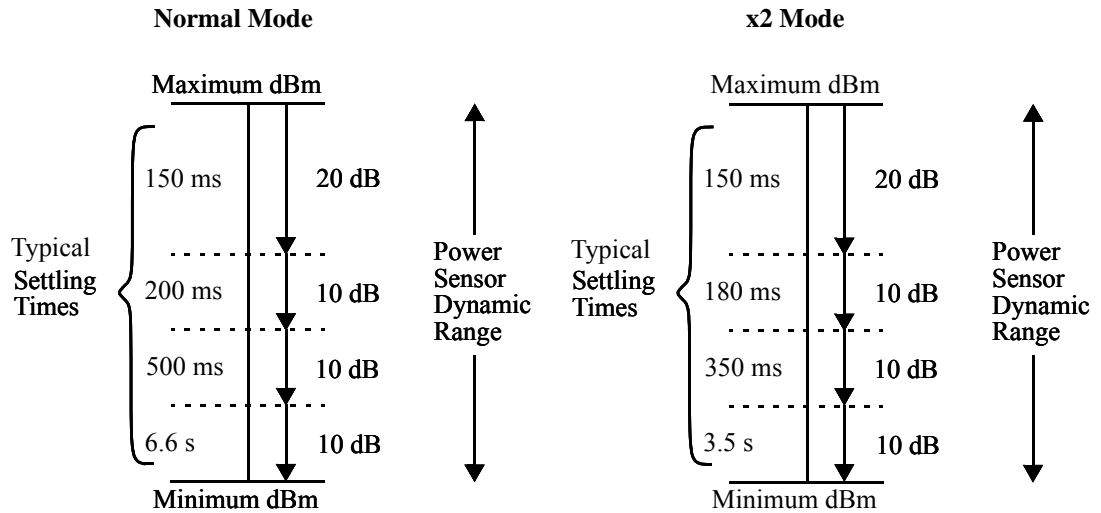 Normal Mode
Maximum dBm
150 ms
20 dB
Typical
Settling
Times
200 ms
10 dB
500 ms
10 dB
6.6 s
10 dB
Minimum dBm
Power
Sensor
Dynamic
Range
x2 Mode
Maximum dBm
150 ms
20 dB
Typical
Settling
Times
180 ms
10 dB
350 ms
10 dB
3.5 s
10 dB
Minimum dBm
Power
Sensor
Dynamic
Range